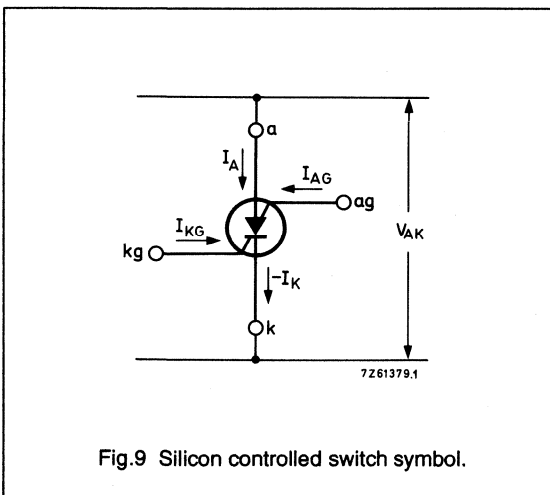 a
I_A
I_AG
ag
V_AK
I_KG
kg
-I_K
k
7Z61379.1
Fig.9 Silicon controlled switch symbol.